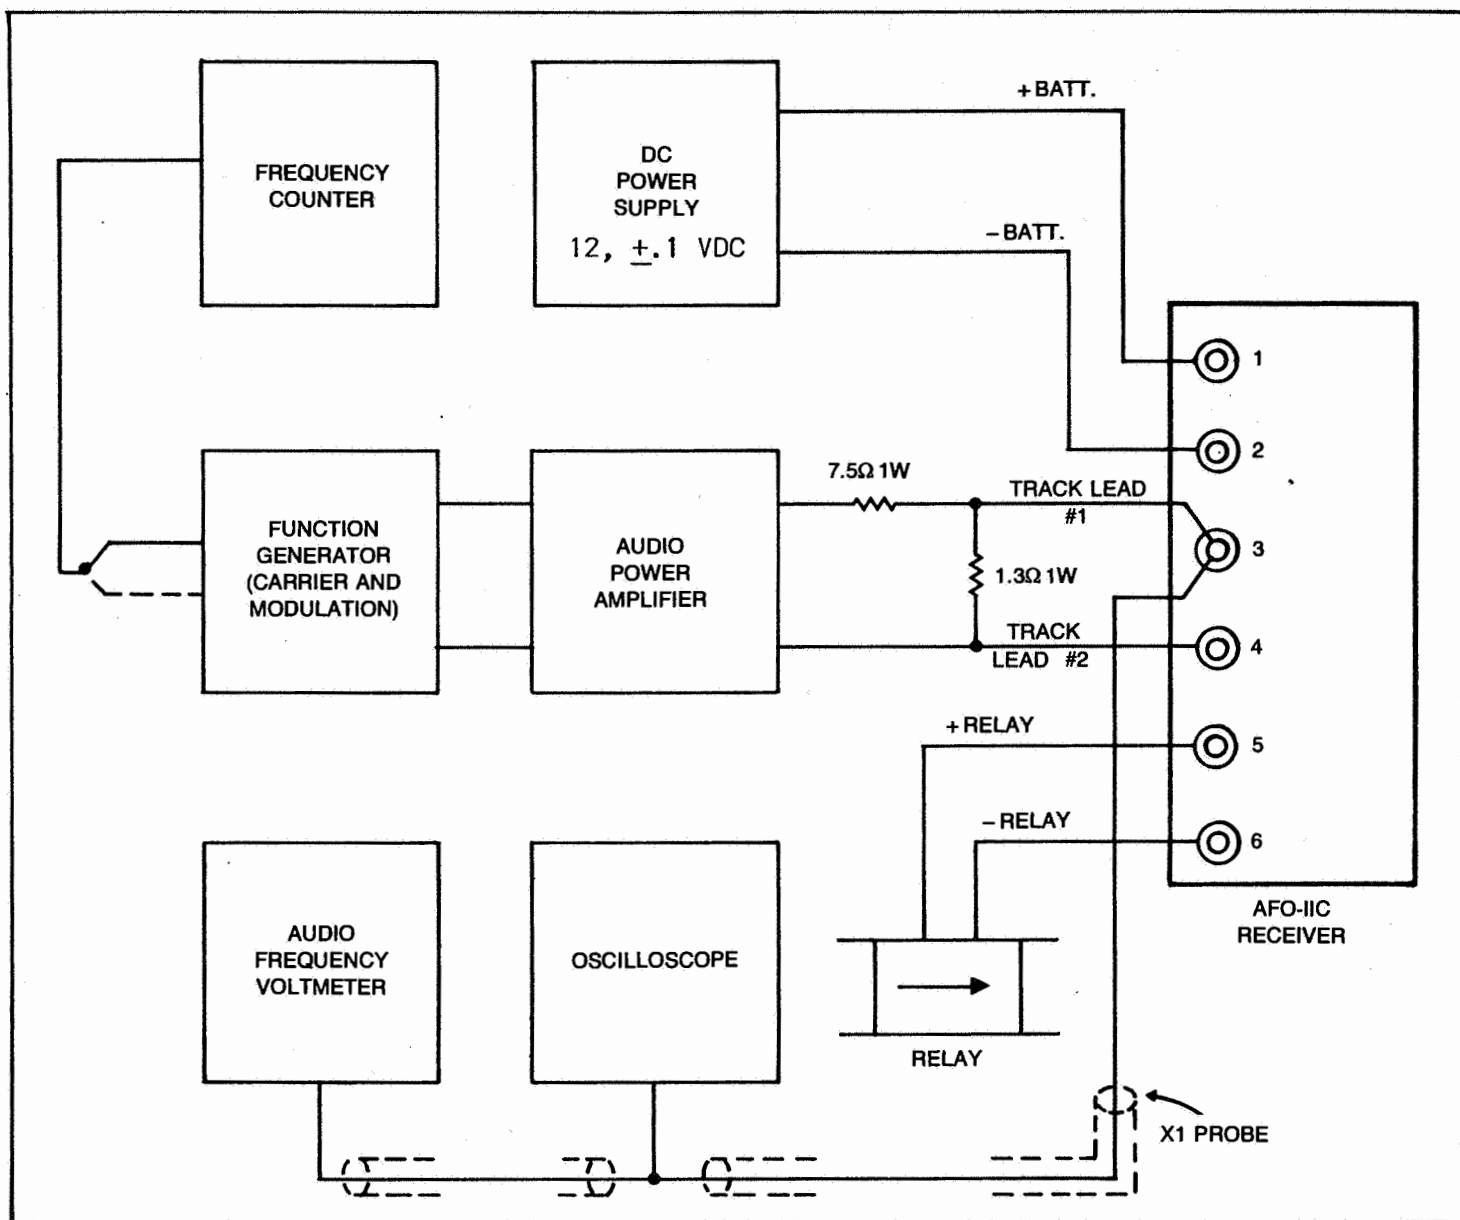 FREQUENCY
COUNTER
DC
POWER
SUPPLY
12, ±.1 VDC
+BATT.
−BATT.
1
2
3
4
5
6
AFO-IIC
RECEIVER
FUNCTION
GENERATOR
(CARRIER AND
MODULATION)
AUDIO
POWER
AMPLIFIER
7.5Ω 1W
TRACK LEAD
#1
1.3Ω 1W
TRACK
LEAD #2
+RELAY
−RELAY
AUDIO
FREQUENCY
VOLTMETER
OSCILLOSCOPE
RELAY
X1 PROBE